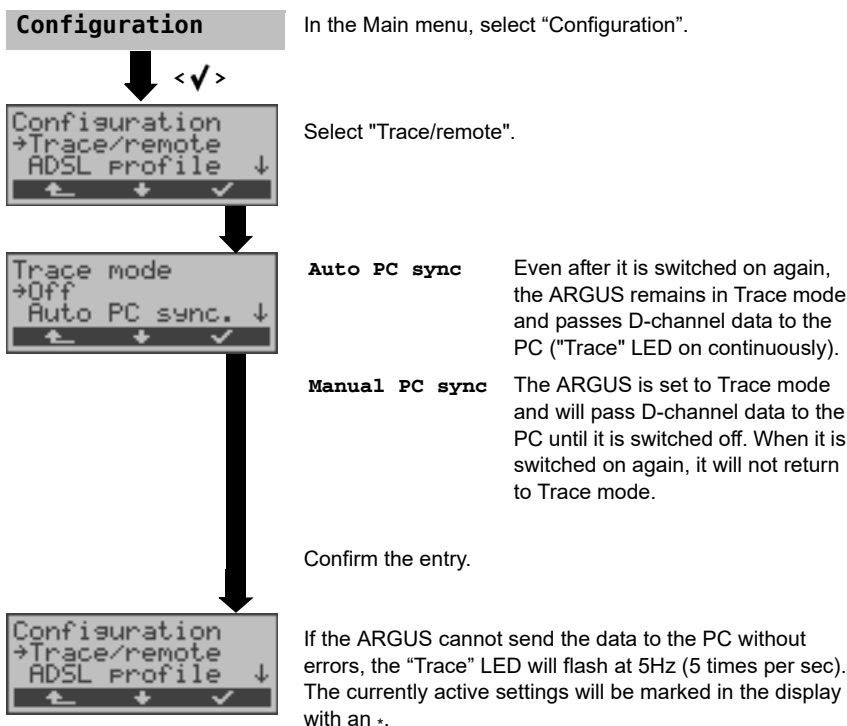 Configuration
In the Main menu, select “Configuration”.
<✓>
Configuration
→Trace/remote
ADSL profile ↓
Select "Trace/remote".
Trace mode
→Off
Auto PC sync. ↓
Auto PC sync
Even after it is switched on again,
the ARGUS remains in Trace mode
and passes D-channel data to the
PC ("Trace" LED on continuously).
Manual PC sync
The ARGUS is set to Trace mode
and will pass D-channel data to the
PC until it is switched off. When it is
switched on again, it will not return
to Trace mode.
Confirm the entry.
Configuration
→Trace/remote
ADSL profile ↓
If the ARGUS cannot send the data to the PC without
errors, the “Trace” LED will flash at 5Hz (5 times per sec).
The currently active settings will be marked in the display
with an *.